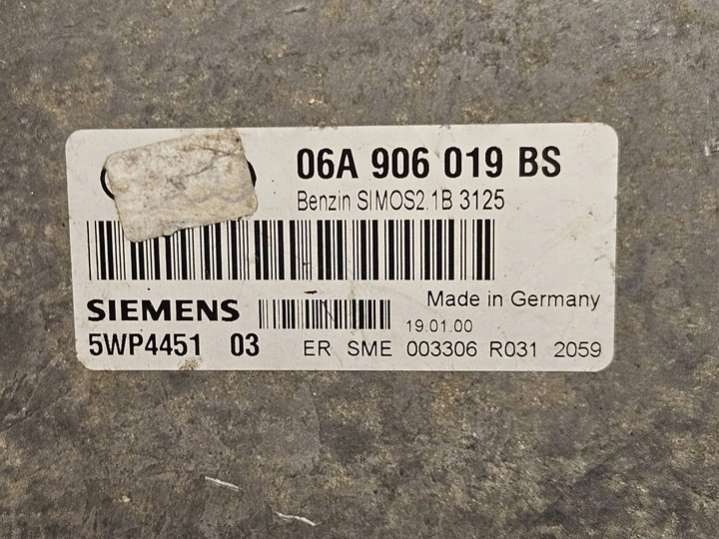 06A 906 019 BS
Benzin SIMOS2.1B 3125
SIEMENS
Made in Germany
19.01.00
5WP4451 03
ER SME 003306 R031 2059